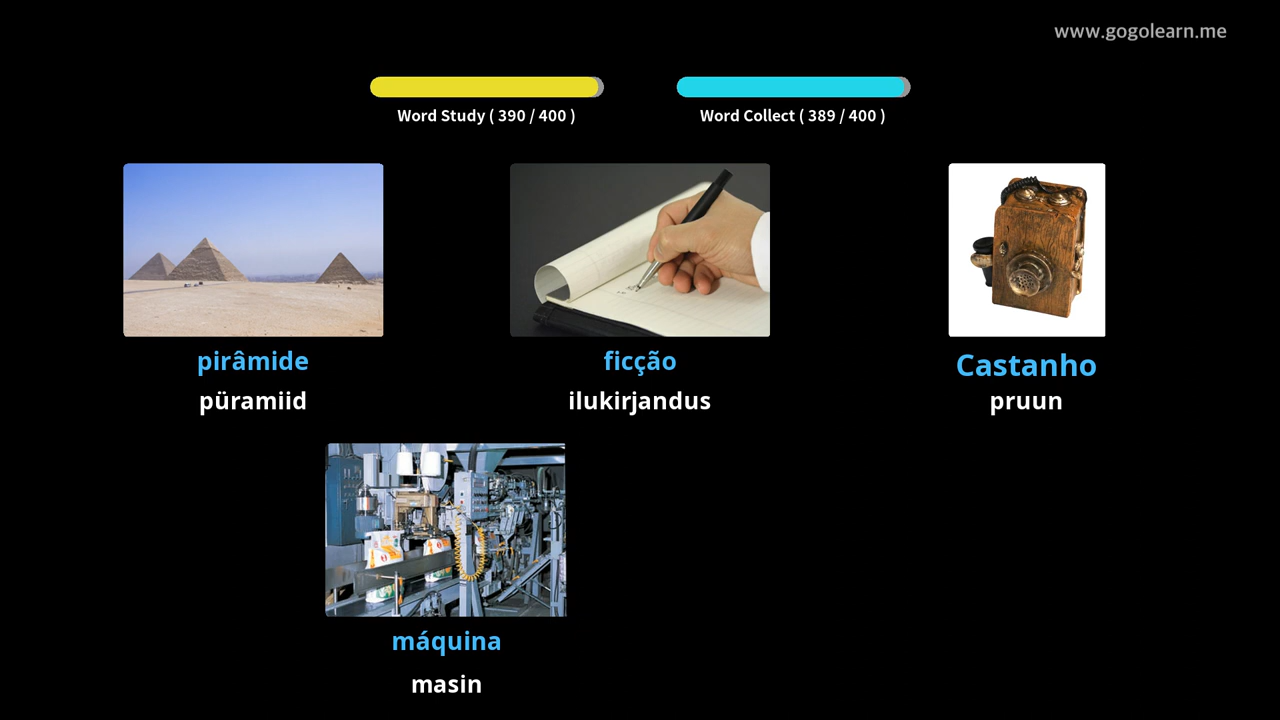 www.gogolearn.me
Word Study ( 390 / 400 )
Word Collect ( 389 / 400 )
pirâmide
püramiid
ficção
ilukirjandus
Castanho
pruun
máquina
masin